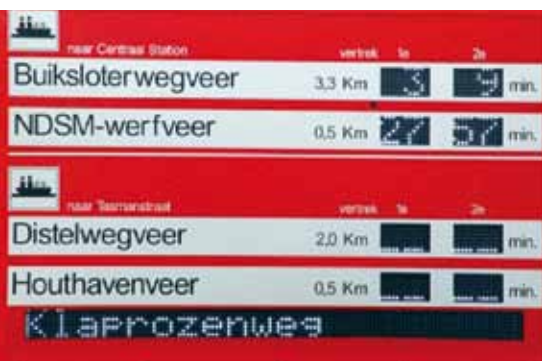 naar Centraal Station vertrek 1e 2e
Buiksloterwegveer 3,3 Km 3 9 min.
NDSM-werfveer 0,5 Km 27 57 min.
naar Tasmanstraat vertrek 1e 2e
Distelwegveer 2,0 Km min.
Houthavenveer 0,5 Km min.
Klaprozenweg